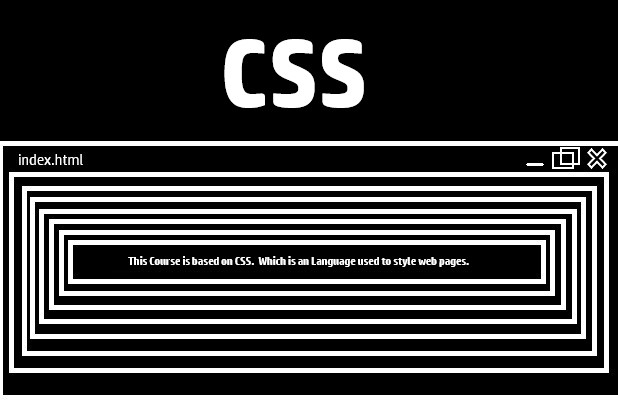 CSS
index.html
This Course is based on CSS. Which is an Language used to style web pages.